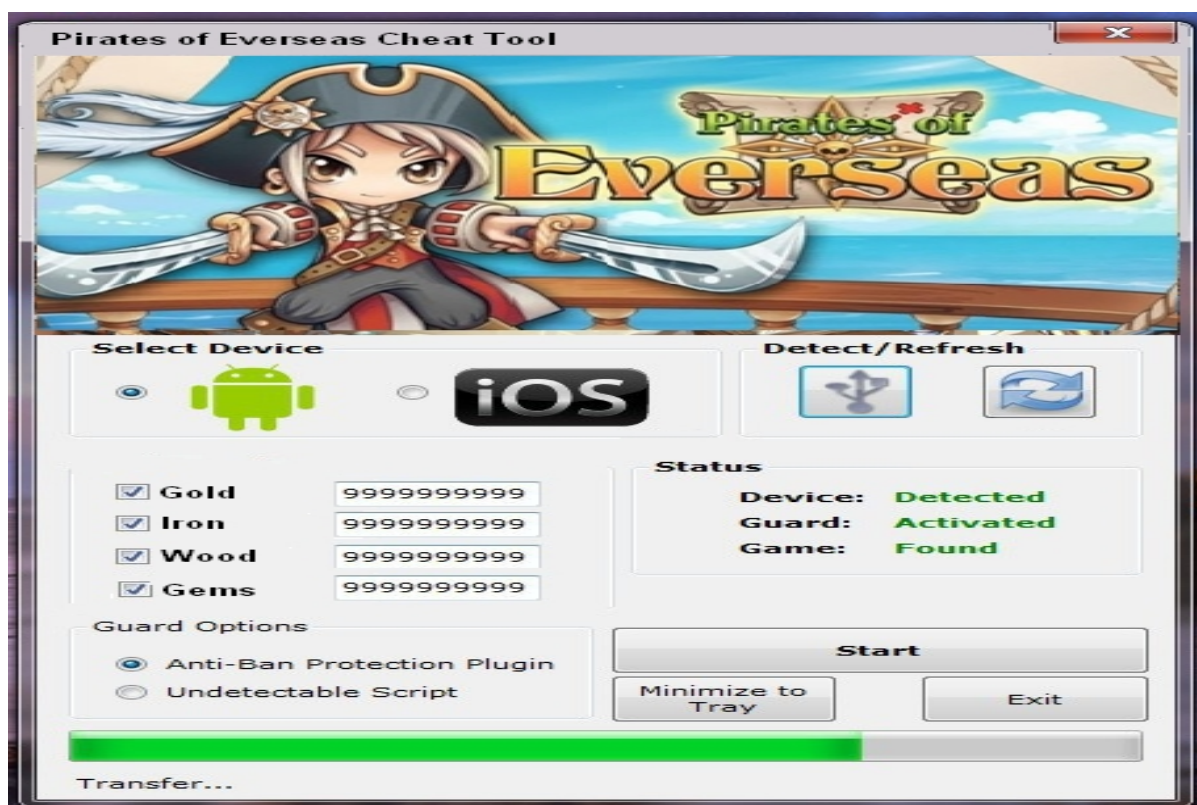 Pirates of Everseas Cheat Tool
Pirates of
Everseas
Select Device
Detect/Refresh
iOS
Status
Gold 9999999999
Iron 9999999999
Wood 9999999999
Gems 9999999999
Device: Detected
Guard: Activated
Game: Found
Guard Options
Anti-Ban Protection Plugin
Undetectable Script
Start
Minimize to
Tray
Exit
Transfer...